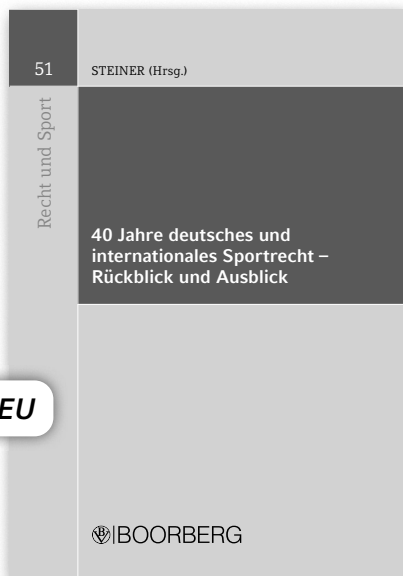 51
STEINER (Hrsg.)
Recht und Sport
40 Jahre deutsches und
internationales Sportrecht –
Rückblick und Ausblick
EU
BOORBERG